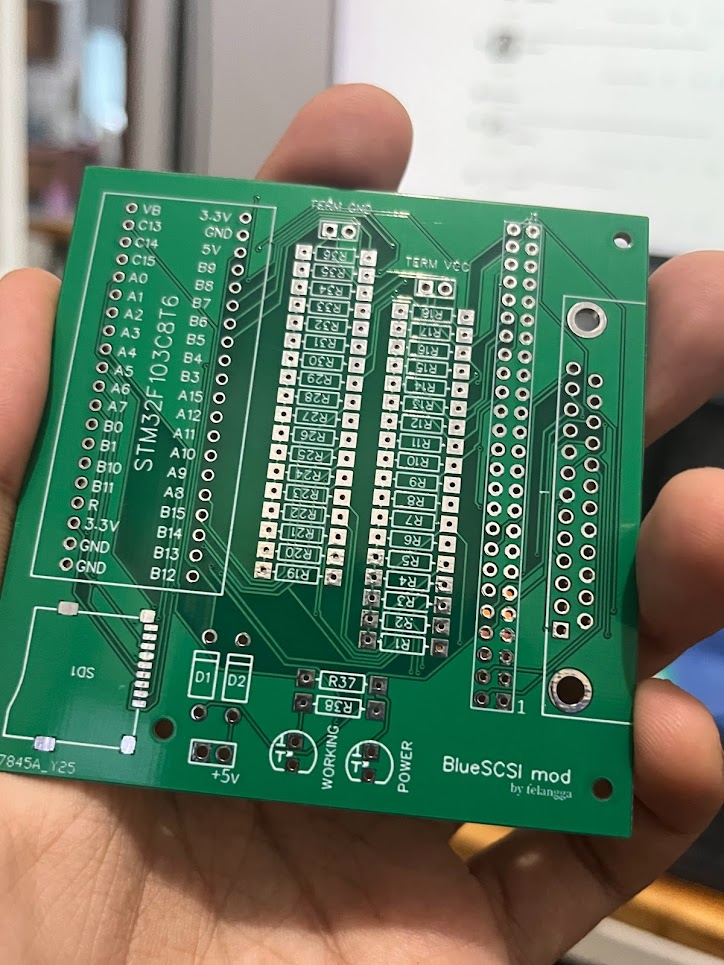 VB
C13
C14
C15
A0
A1
A2
A3
A4
A5
A6
A7
B0
B1
B10
B11
R
3.3V
GND
GND
STM32F103C8T6
3.3V
GND
5V
B9
B8
B7
B6
B5
B4
B3
A15
A12
A11
A10
A9
A8
B15
B14
B13
B12
TERM GND
R36
R35
R34
R33
R32
R31
R30
R29
R28
R27
R26
R25
R24
R23
R22
R21
R20
R19
TERM VCC
R18
R17
R16
R15
R14
R13
R12
R11
R10
R9
R8
R7
R6
R5
R4
R3
R2
R1
1
SD1
7845A_Y25
D1
D2
+5v
R37
R38
WORKING
POWER
BlueSCSI mod
by felangga